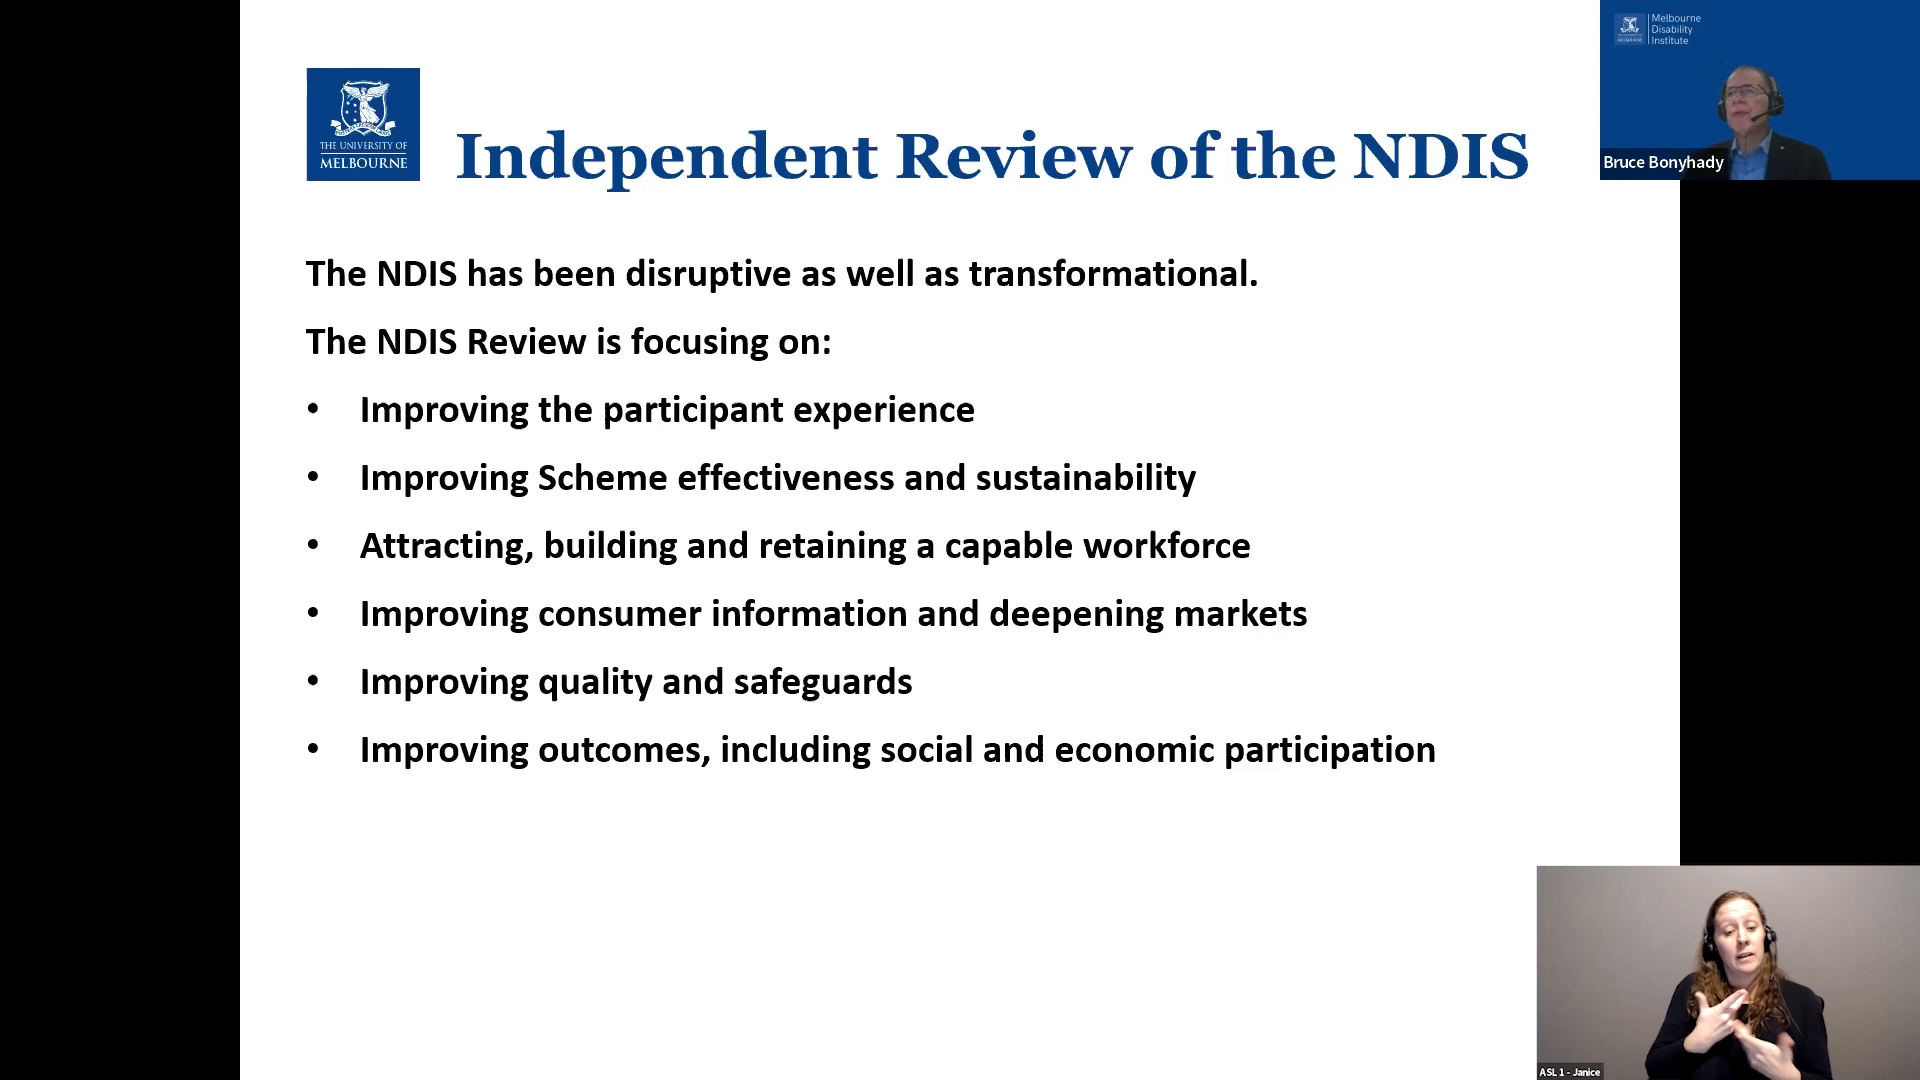 THE UNIVERSITY OF
MELBOURNE
Independent Review of the NDIS
The NDIS has been disruptive as well as transformational.
The NDIS Review is focusing on:
• Improving the participant experience
• Improving Scheme effectiveness and sustainability
• Attracting, building and retaining a capable workforce
• Improving consumer information and deepening markets
• Improving quality and safeguards
• Improving outcomes, including social and economic participation
Melbourne
Disability
Institute
Bruce Bonyhady
ASL 1 - Janice